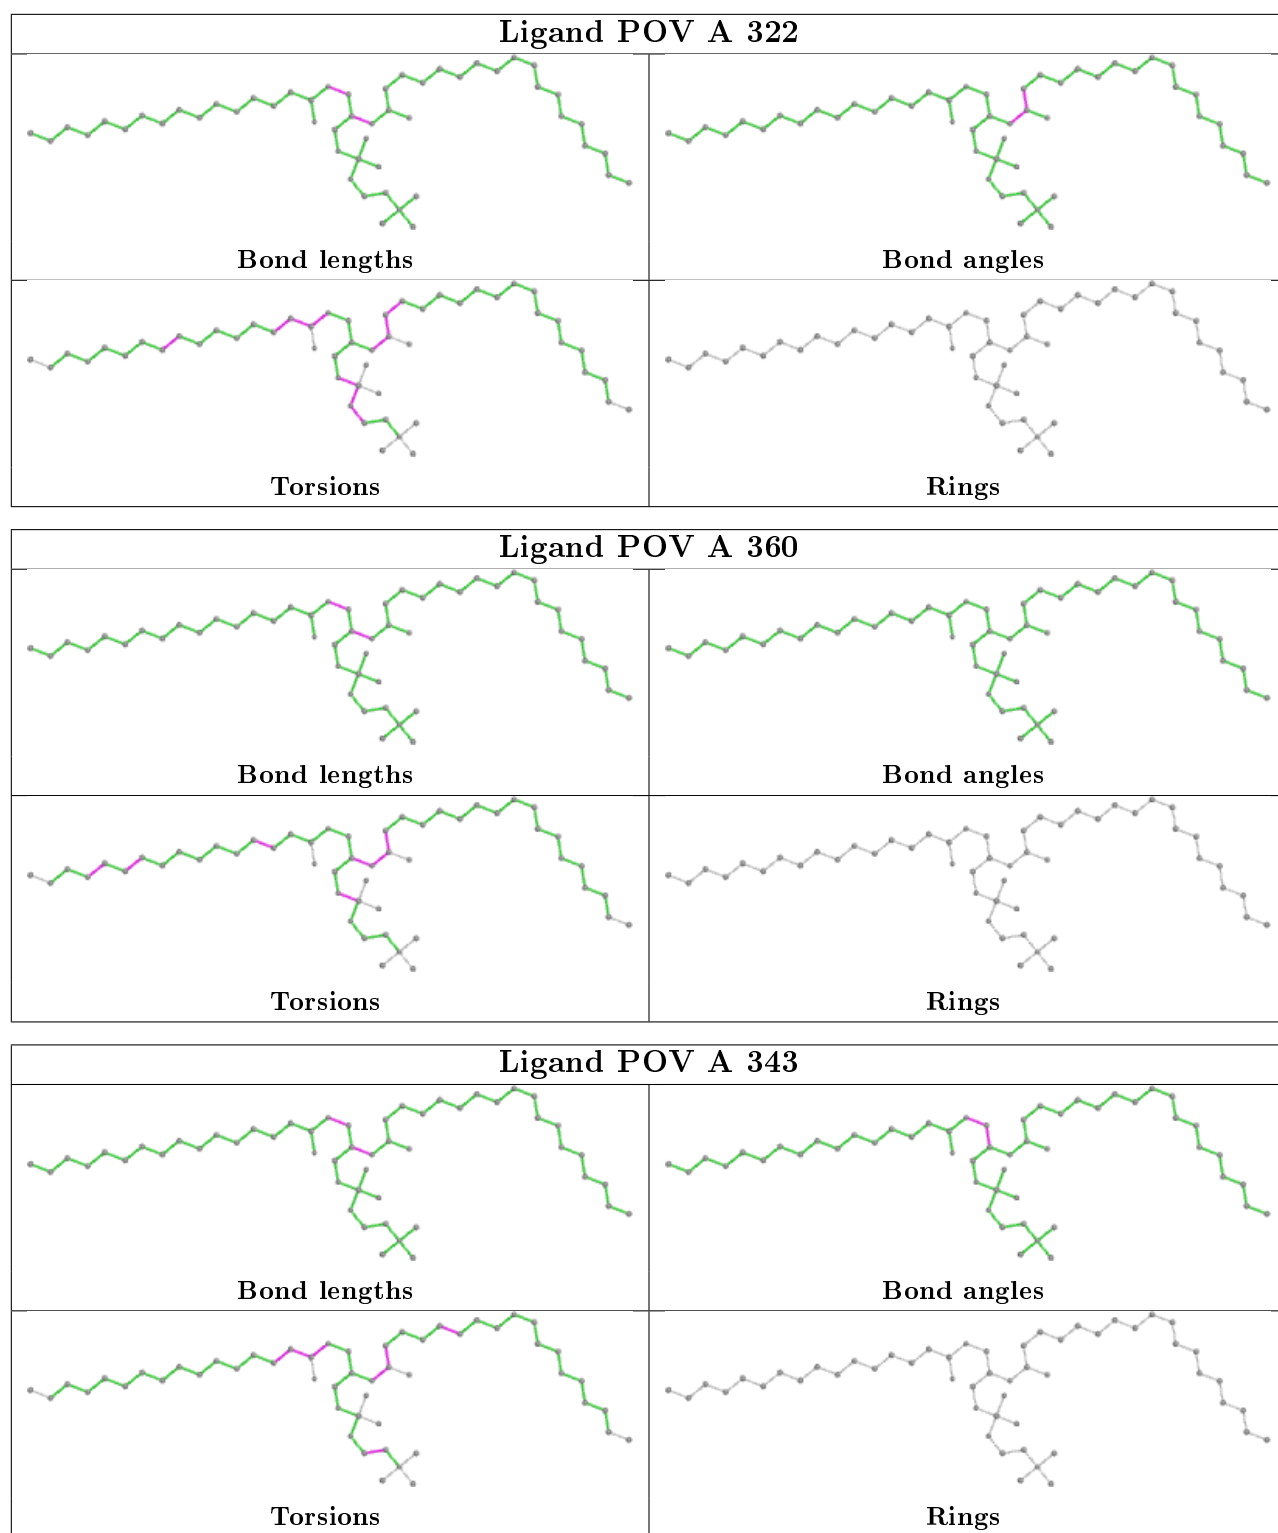 Ligand POV A 322
Bond lengths
Bond angles
Torsions
Rings
Ligand POV A 360
Bond lengths
Bond angles
Torsions
Rings
Ligand POV A 343
Bond lengths
Bond angles
Torsions
Rings